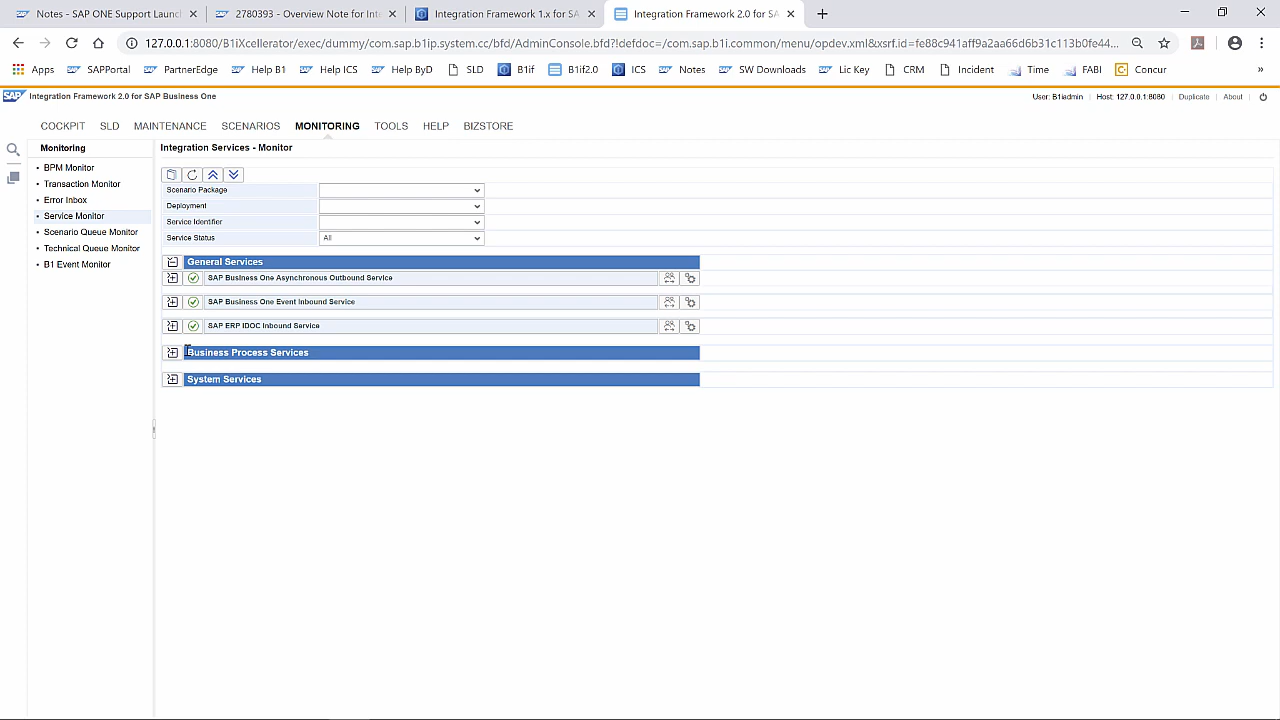 Notes - SAP ONE Support Launc
2780393 - Overview Note for Inte
Integration Framework 1.x for SA
Integration Framework 2.0 for SA
127.0.0.1:8080/B1iXcellerator/exec/dummy/com.sap.b1ip.system.cc/bfd/AdminConsole.bfd?!defdoc=/com.sap.b1i.common/menu/opdev.xml&xsrf.id=fe88c941aff9a2aa66d6b31c113b0fe44...
Apps SAPPortal PartnerEdge Help B1 Help ICS Help ByD SLD B1if B1if2.0 ICS Notes SW Downloads Lic Key CRM Incident Time FABI Concur »
SAP Integration Framework 2.0 for SAP Business One
User: B1iadmin Host: 127.0.0.1:8080 Duplicate About
COCKPIT SLD MAINTENANCE SCENARIOS MONITORING TOOLS HELP BIZSTORE
Monitoring
BPM Monitor
Transaction Monitor
Error Inbox
Service Monitor
Scenario Queue Monitor
Technical Queue Monitor
B1 Event Monitor
Integration Services - Monitor
Scenario Package
Deployment
Service Identifier
Service Status All
General Services
SAP Business One Asynchronous Outbound Service
SAP Business One Event Inbound Service
SAP ERP IDOC Inbound Service
Business Process Services
System Services